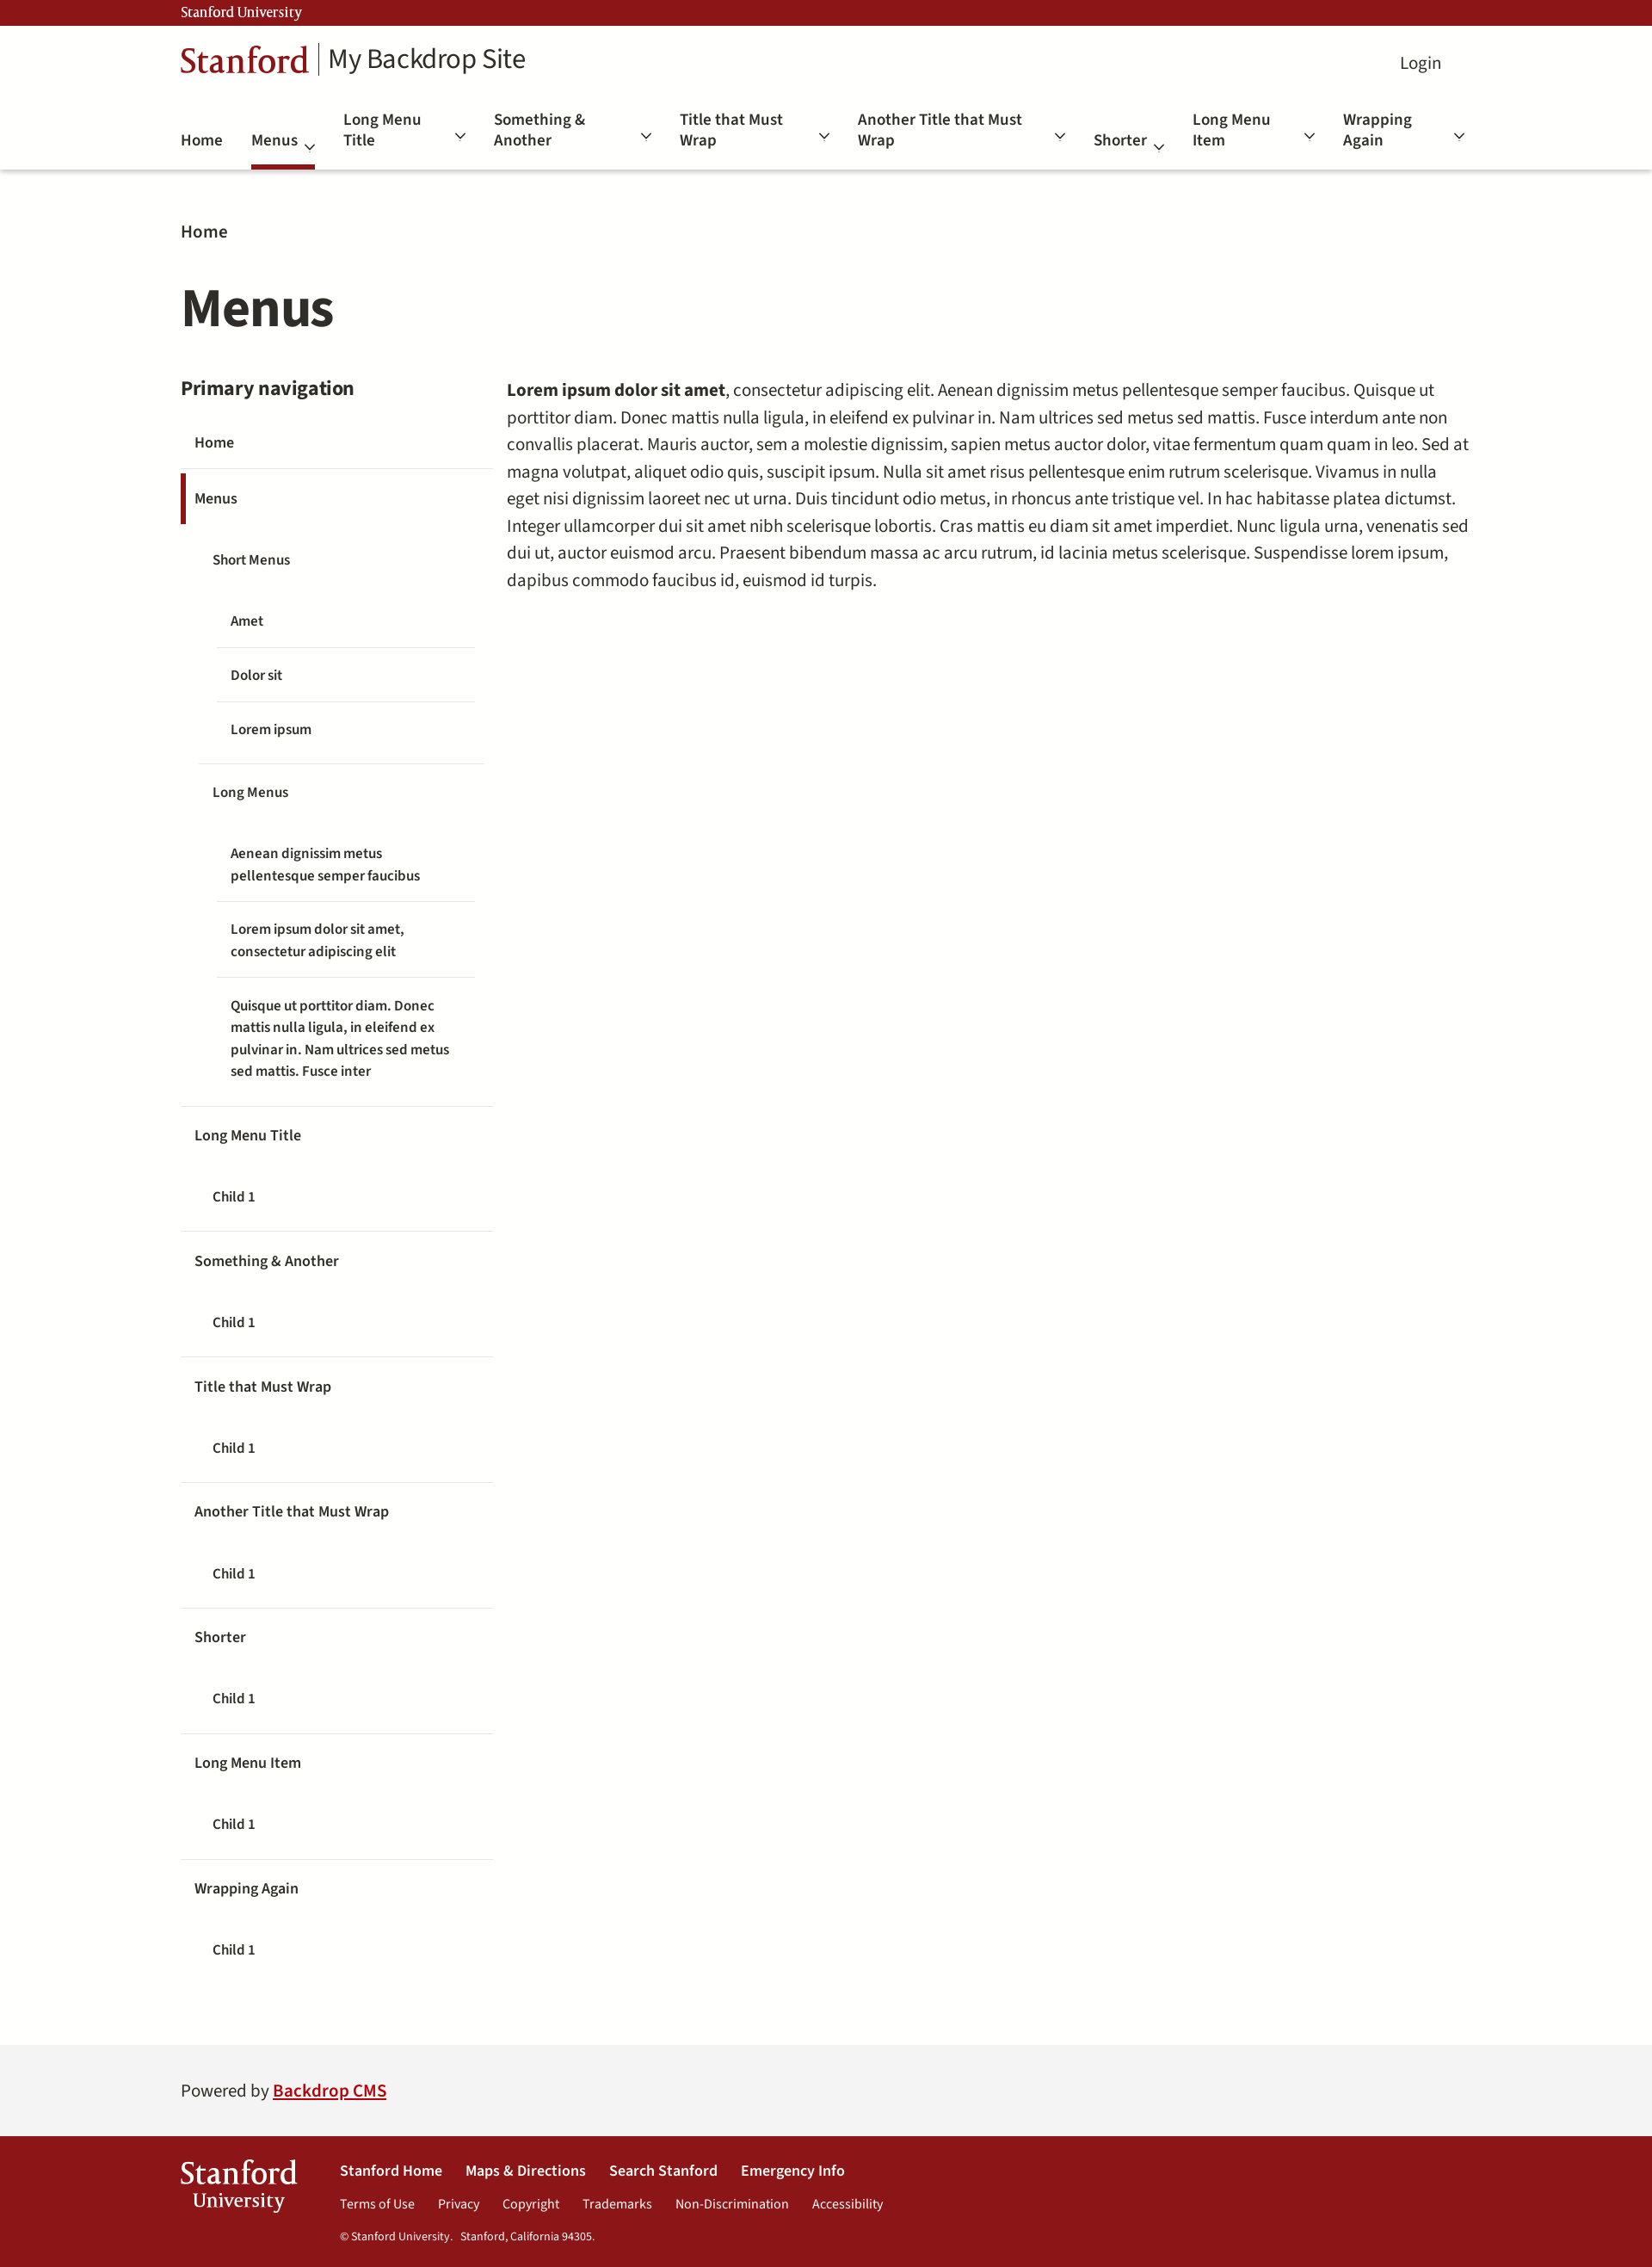 Stanford University
Stanford My Backdrop Site
Login
Home
Menus
Long Menu
Title
Something &
Another
Title that Must
Wrap
Another Title that Must
Wrap
Shorter
Long Menu
Item
Wrapping
Again
Home
Menus
Primary navigation
Home
Menus
Short Menus
Amet
Dolor sit
Lorem ipsum
Long Menus
Aenean dignissim metus
pellentesque semper faucibus
Lorem ipsum dolor sit amet,
consectetur adipiscing elit
Quisque ut porttitor diam. Donec
mattis nulla ligula, in eleifend ex
pulvinar in. Nam ultrices sed metus
sed mattis. Fusce inter
Long Menu Title
Child 1
Something & Another
Child 1
Title that Must Wrap
Child 1
Another Title that Must Wrap
Child 1
Shorter
Child 1
Long Menu Item
Child 1
Wrapping Again
Child 1
Lorem ipsum dolor sit amet, consectetur adipiscing elit. Aenean dignissim metus pellentesque semper faucibus. Quisque ut
porttitor diam. Donec mattis nulla ligula, in eleifend ex pulvinar in. Nam ultrices sed metus sed mattis. Fusce interdum ante non
convallis placerat. Mauris auctor, sem a molestie dignissim, sapien metus auctor dolor, vitae fermentum quam quam in leo. Sed at
magna volutpat, aliquet odio quis, suscipit ipsum. Nulla sit amet risus pellentesque enim rutrum scelerisque. Vivamus in nulla
eget nisi dignissim laoreet nec ut urna. Duis tincidunt odio metus, in rhoncus ante tristique vel. In hac habitasse platea dictumst.
Integer ullamcorper dui sit amet nibh scelerisque lobortis. Cras mattis eu diam sit amet imperdiet. Nunc ligula urna, venenatis sed
dui ut, auctor euismod arcu. Praesent bibendum massa ac arcu rutrum, id lacinia metus scelerisque. Suspendisse lorem ipsum,
dapibus commodo faucibus id, euismod id turpis.
Powered by Backdrop CMS
Stanford
University
Stanford Home Maps & Directions Search Stanford Emergency Info
Terms of Use Privacy Copyright Trademarks Non-Discrimination Accessibility
© Stanford University. Stanford, California 94305.